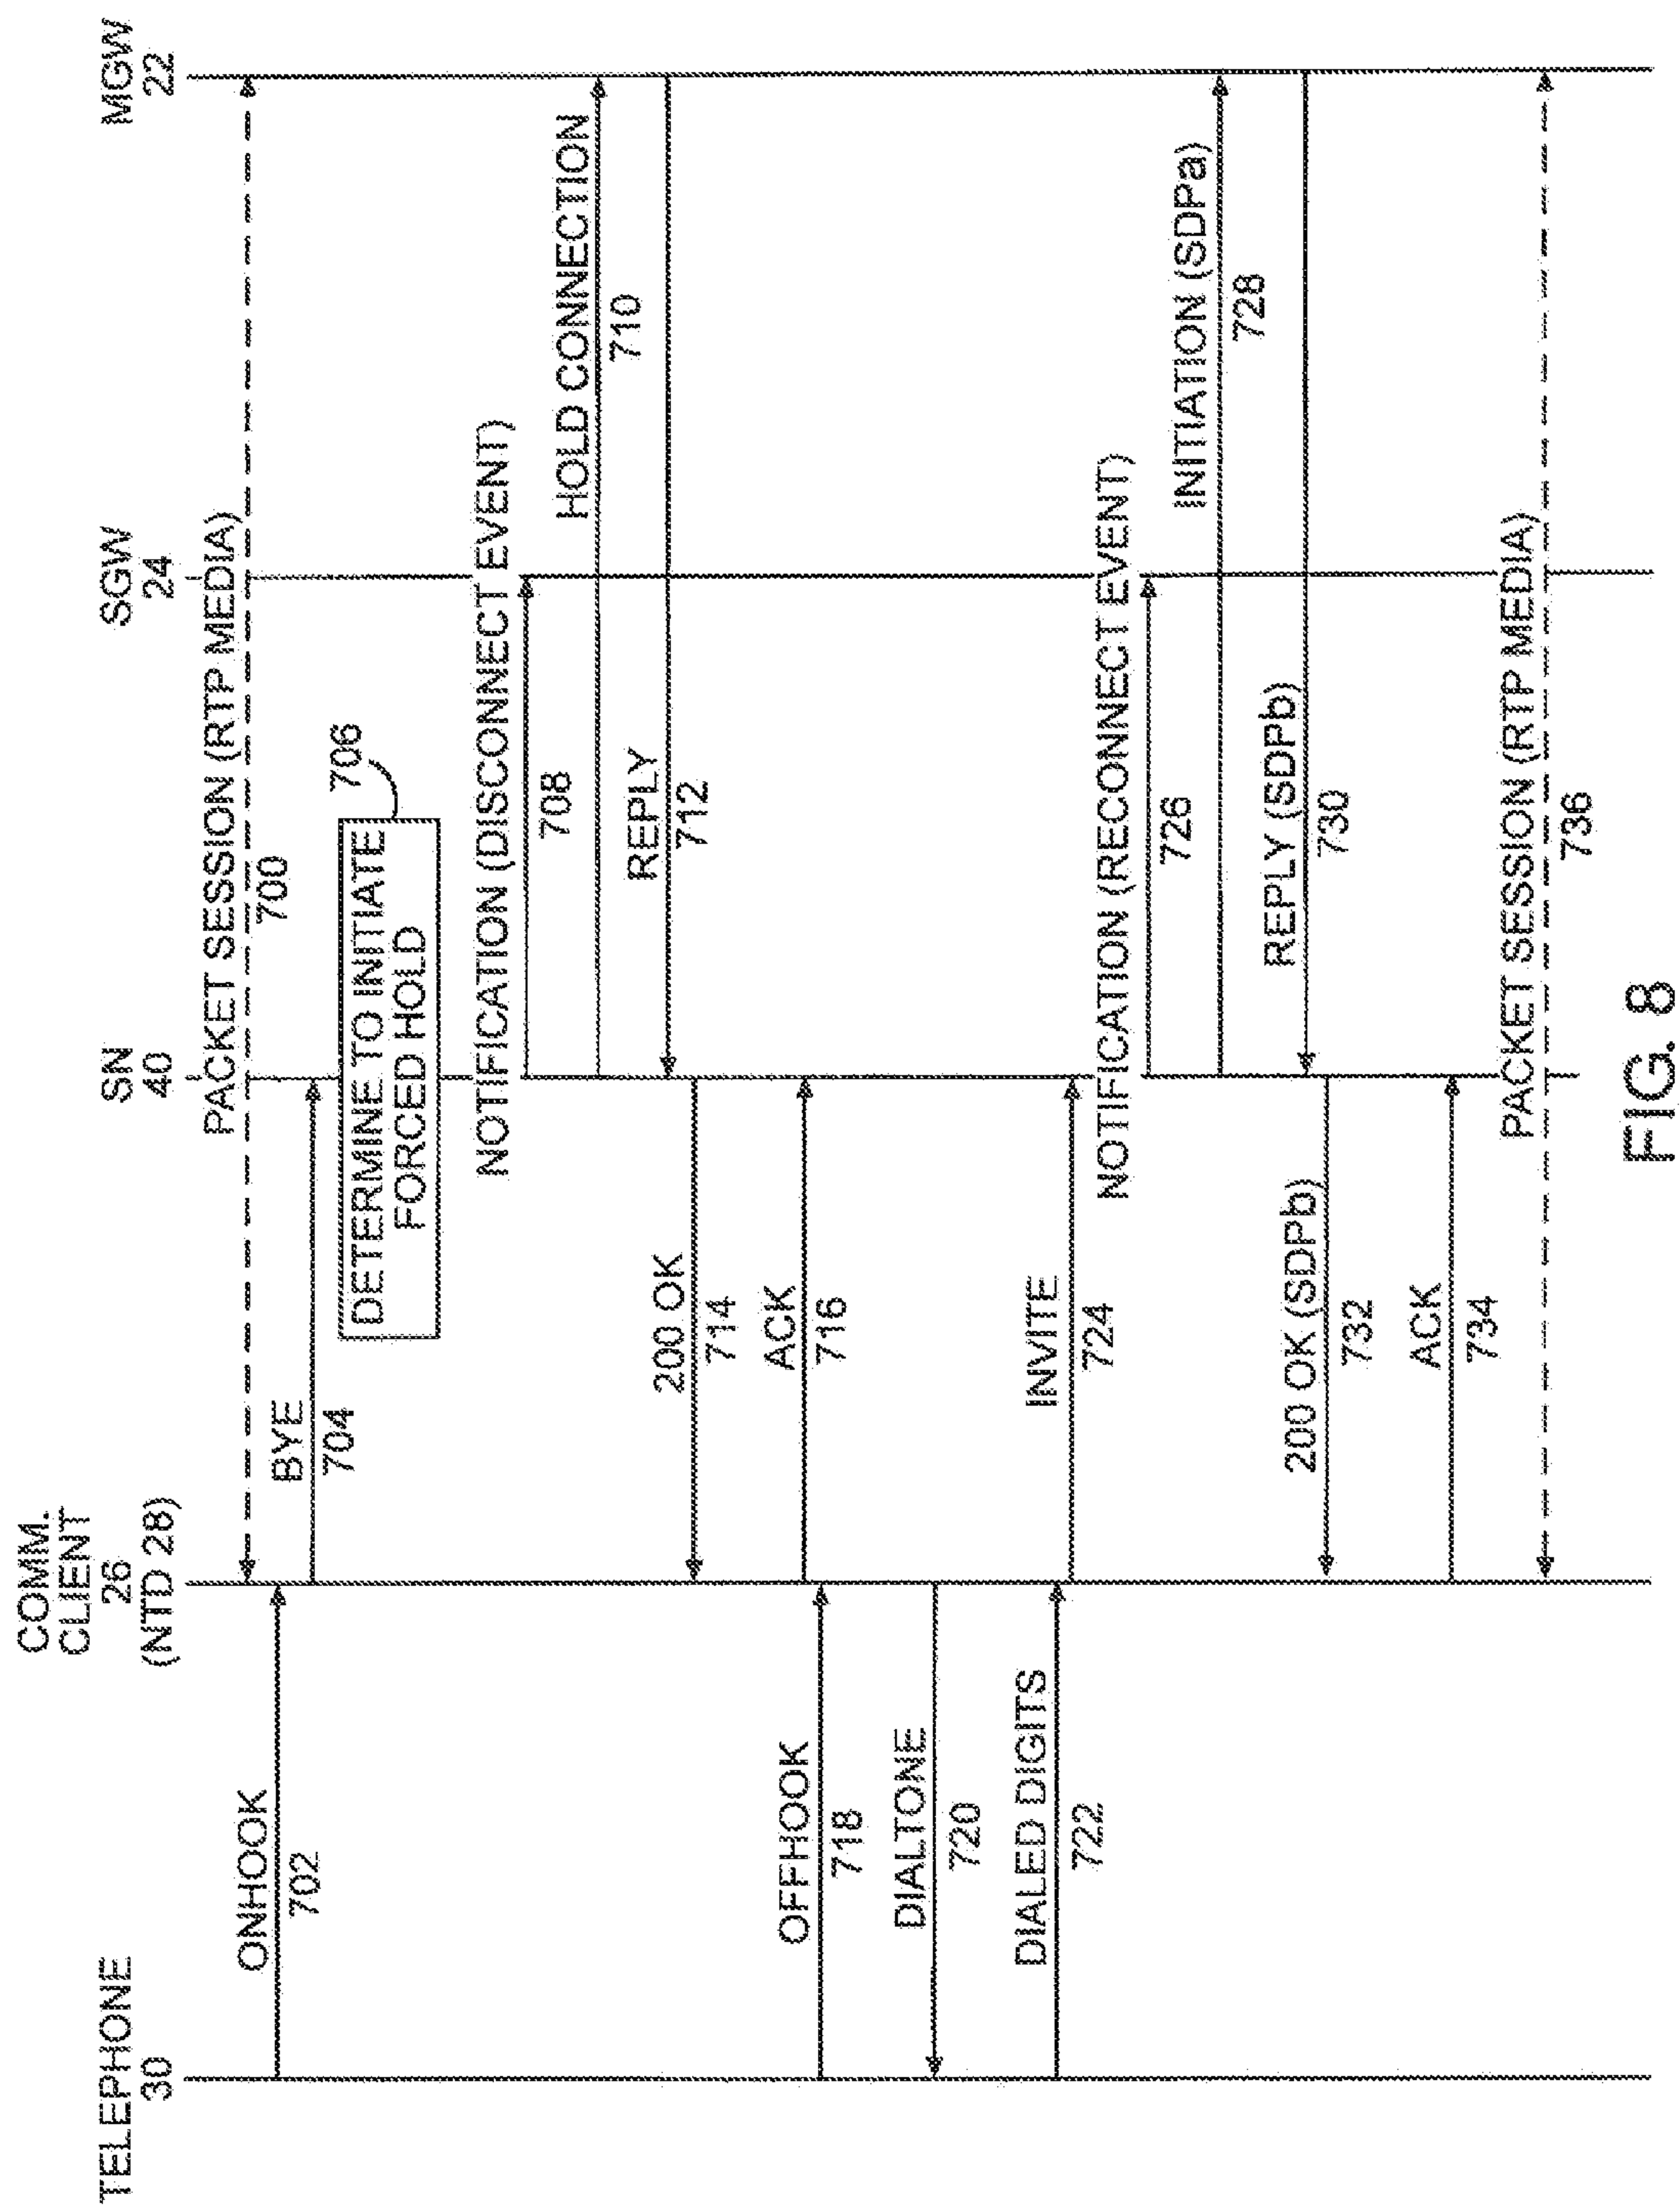 TELEPHONE
30
COMM.
CLIENT
26
(NTD 28)
SN
40
SGW
24
MGW
22
PACKET SESSION (RTP MEDIA)
700
ONHOOK
702
BYE
704
DETERMINE TO INITIATE
FORCED HOLD
706
NOTIFICATION (DISCONNECT EVENT)
708
HOLD CONNECTION
710
REPLY
712
200 OK
714
ACK
716
OFFHOOK
718
DIALTONE
720
DIALED DIGITS
722
INVITE
724
NOTIFICATION (RECONNECT EVENT)
726
INITIATION (SDPa)
728
REPLY (SDPb)
730
200 OK (SDPb)
732
ACK
734
PACKET SESSION (RTP MEDIA)
736
FIG. 8